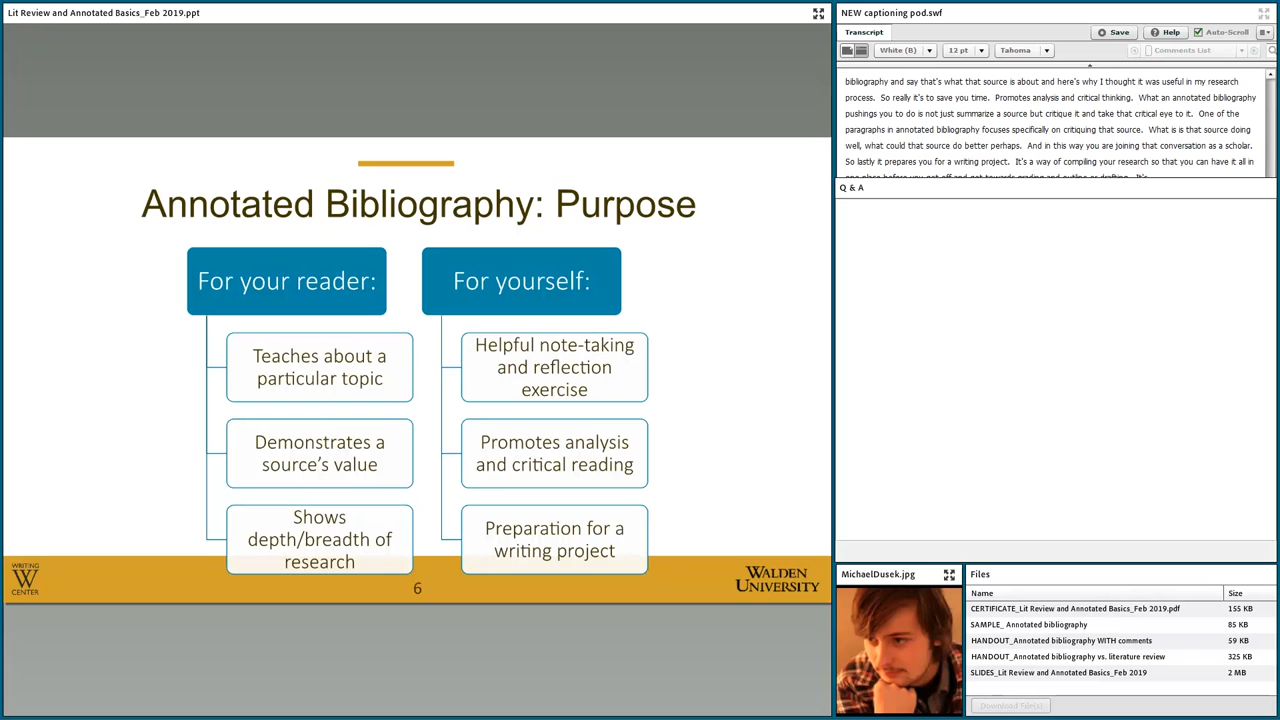 Lit Review and Annotated Basics_Feb 2019.ppt
Annotated Bibliography: Purpose
For your reader:
Teaches about a
particular topic
Demonstrates a
source's value
Shows
depth/breadth of
research
For yourself:
Helpful note-taking
and reflection
exercise
Promotes analysis
and critical reading
Preparation for a
writing project
WRITING
W
CENTER
6
WALDEN
UNIVERSITY
NEW captioning pod.swf
Transcript
Save
Help
Auto-Scroll
White (B)
12 pt
Tahoma
Comments List
bibliography and say that's what that source is about and here's why I thought it was useful in my research
process.  So really it's to save you time.  Promotes analysis and critical thinking.  What an annotated bibliography
pushings you to do is not just summarize a source but critique it and take that critical eye to it.  One of the
paragraphs in annotated bibliography focuses specifically on critiquing that source.  What is is that source doing
well, what could that source do better perhaps.  And in this way you are joining that conversation as a scholar.
So lastly it prepares you for a writing project.  It's a way of compiling your research so that you can have it all in
Q & A
MichaelDusek.jpg
Files
Name Size
CERTIFICATE_Lit Review and Annotated Basics_Feb 2019.pdf 155 KB
SAMPLE_ Annotated bibliography 85 KB
HANDOUT_Annotated bibliography WITH comments 59 KB
HANDOUT_Annotated bibliography vs. literature review 325 KB
SLIDES_Lit Review and Annotated Basics_Feb 2019 2 MB
Download File(s)